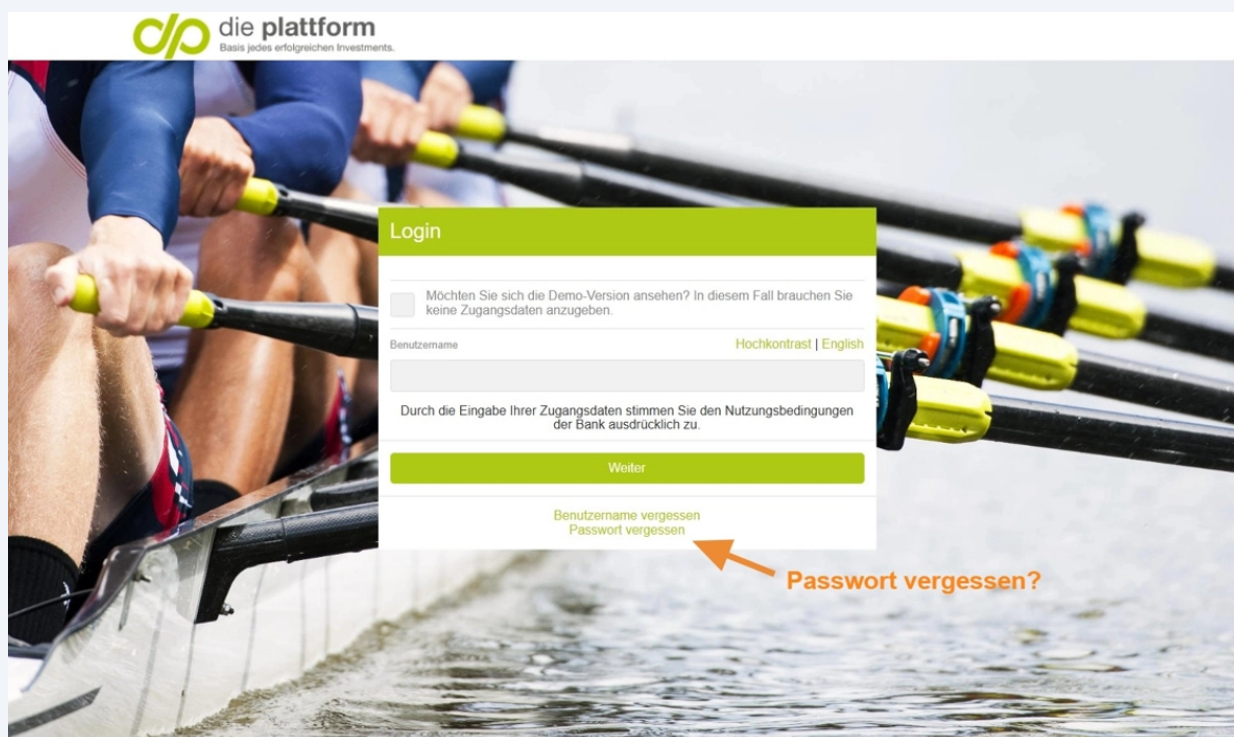 die plattform
Basis jedes erfolgreichen Investments.
Login
Möchten Sie sich die Demo-Version ansehen? In diesem Fall brauchen Sie
keine Zugangsdaten anzugeben.
Benutzername
Hochkontrast | English
Durch die Eingabe Ihrer Zugangsdaten stimmen Sie den Nutzungsbedingungen
der Bank ausdrücklich zu.
Weiter
Benutzername vergessen
Passwort vergessen
Passwort vergessen?